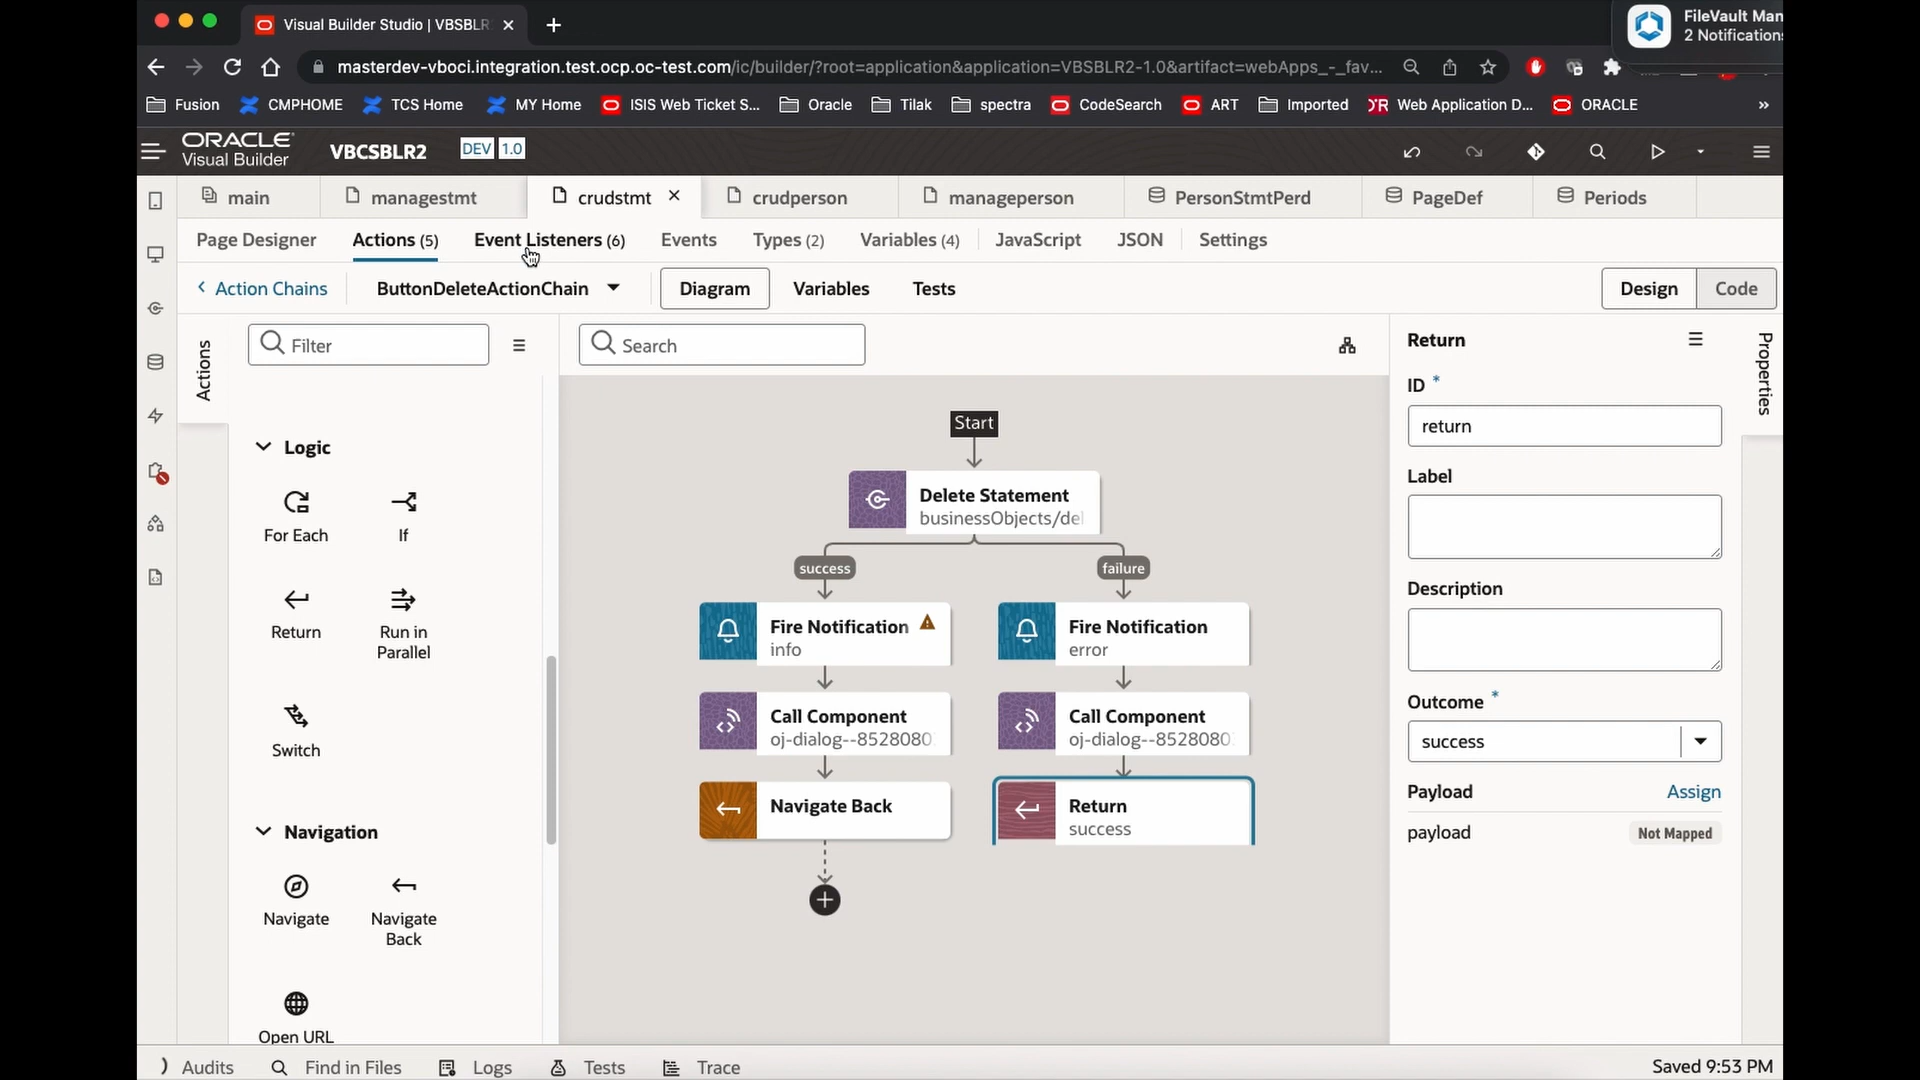 Visual Builder Studio | VBSBLR
FileVault Man
2 Notifications
masterdev-vboci.integration.test.ocp.oc-test.com/ic/builder/?root=application&application=VBSBLR2-1.0&artifact=webApps_-_fav...
Fusion CMPHOME TCS Home MY Home ISIS Web Ticket S... Oracle Tilak spectra CodeSearch ART Imported Web Application D... ORACLE »
ORACLE
Visual Builder
VBCSBLR2 DEV 1.0
main managestmt crudstmt crudperson manageperson PersonStmtPerd PageDef Periods
Page Designer Actions (5) Event Listeners (6) Events Types (2) Variables (4) JavaScript JSON Settings
Action Chains ButtonDeleteActionChain Diagram Variables Tests Design Code
Actions
Filter
Search
Return
Properties
ID *
return
Label
Description
Outcome *
success
Payload Assign
payload Not Mapped
Logic
For Each If
Return Run in
Parallel
Switch
Navigation
Navigate Navigate
Back
Open URL
Start
Delete Statement
businessObjects/del
success failure
Fire Notification
info
Fire Notification
error
Call Component
oj-dialog--8528080
Call Component
oj-dialog--8528080
Navigate Back
Return
success
Audits Find in Files Logs Tests Trace Saved 9:53 PM